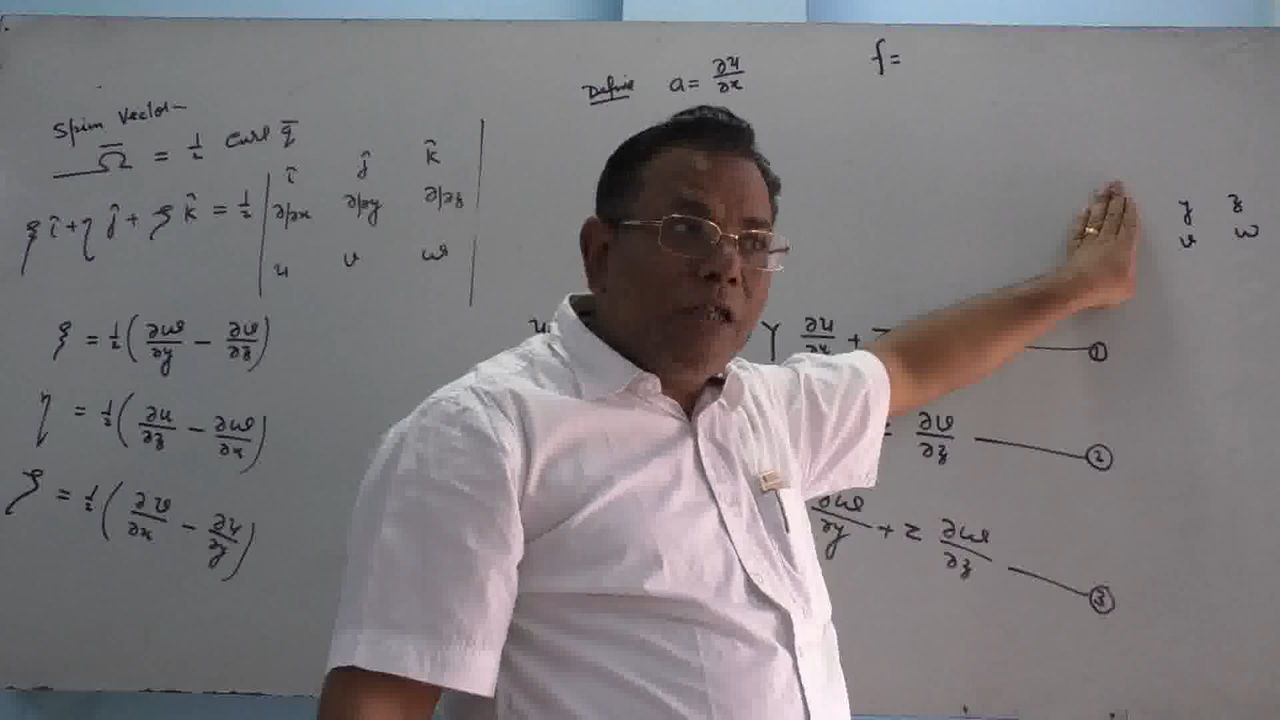 Spin Vector-
Ω̅ = ½ Curl q̅
ξ î + η ĵ + ζ k̂ = ½ | î ĵ k̂
∂/∂x ∂/∂y ∂/∂z
u v w |
ξ = ½(∂w/∂y - ∂v/∂z)
η = ½(∂u/∂z - ∂w/∂x)
ζ = ½(∂v/∂x - ∂u/∂y)
Define a = ∂u/∂x
f =
y z
v w
①
∂v/∂z ②
∂w/∂y + z ∂w/∂z ③